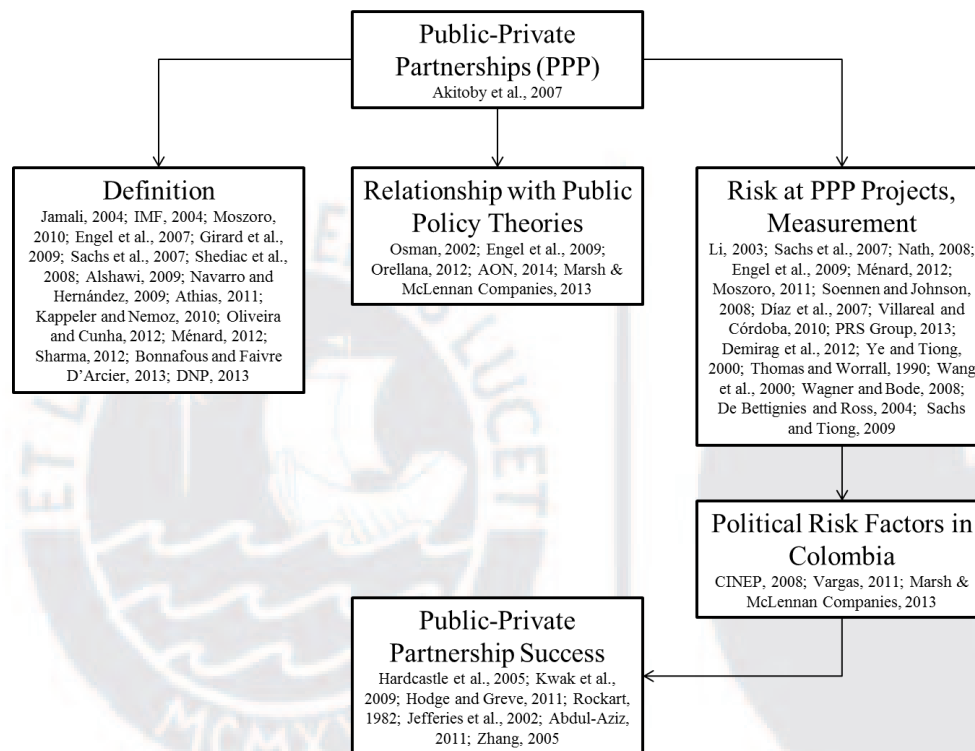 Public-Private
Partnerships (PPP)
Akitoby et al., 2007
Definition
Jamali, 2004; IMF, 2004; Moszoro,
2010; Engel et al., 2007; Girard et al.,
2009; Sachs et al., 2007; Shediac et al.,
2008; Alshawi, 2009; Navarro and
Hernández, 2009; Athias, 2011;
Kappeler and Nemoz, 2010; Oliveira
and Cunha, 2012; Ménard, 2012;
Sharma, 2012; Bonnafous and Faivre
D’Arcier, 2013; DNP, 2013
Relationship with Public
Policy Theories
Osman, 2002; Engel et al., 2009;
Orellana, 2012; AON, 2014; Marsh &
McLennan Companies, 2013
Risk at PPP Projects,
Measurement
Li, 2003; Sachs et al., 2007; Nath, 2008;
Engel et al., 2009; Ménard, 2012;
Moszoro, 2011; Soennen and Johnson,
2008; Díaz et al., 2007; Villareal and
Córdoba, 2010; PRS Group, 2013;
Demirag et al., 2012; Ye and Tiong,
2000; Thomas and Worrall, 1990; Wang
et al., 2000; Wagner and Bode, 2008;
De Bettignies and Ross, 2004; Sachs
and Tiong, 2009
Political Risk Factors in
Colombia
CINEP, 2008; Vargas, 2011; Marsh &
McLennan Companies, 2013
Public-Private
Partnership Success
Hardcastle et al., 2005; Kwak et al.,
2009; Hodge and Greve, 2011; Rockart,
1982; Jefferies et al., 2002; Abdul-Aziz,
2011; Zhang, 2005
ET L
EN
S LUCET
MCMX